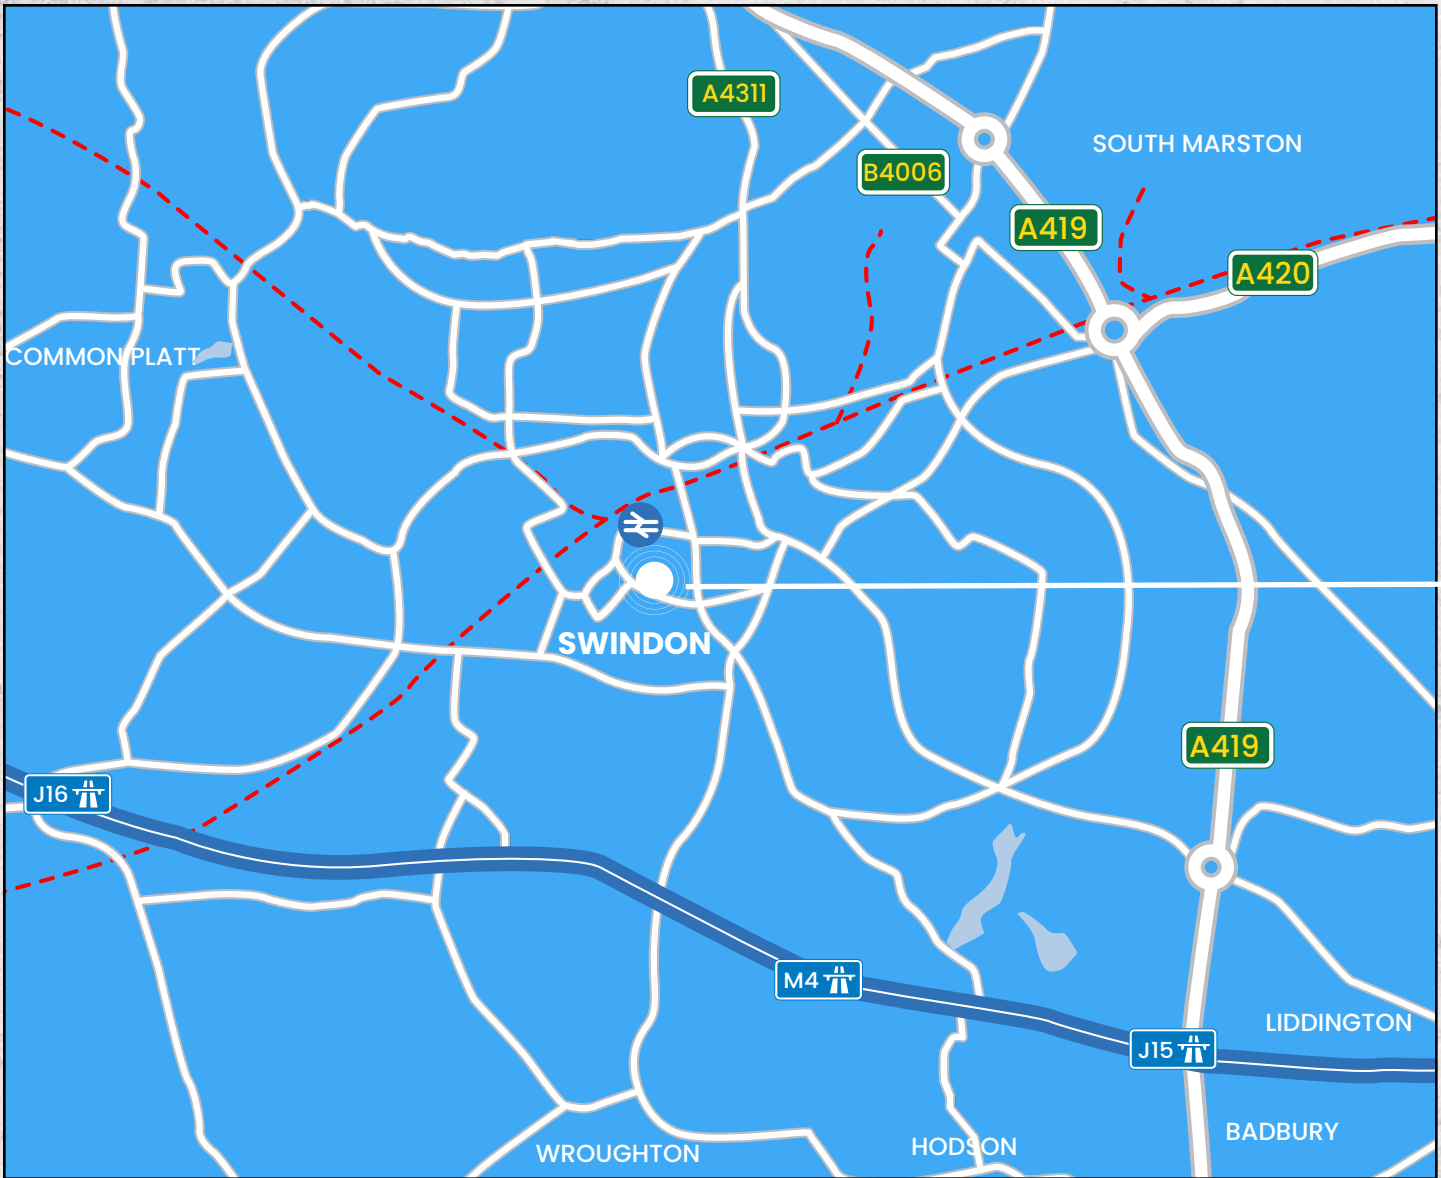 A4311
SOUTH MARSTON
B4006
A419
A420
COMMON PLATT
SWINDON
A419
J16
M4
LIDDINGTON
J15
BADBURY
HODSON
WROUGHTON